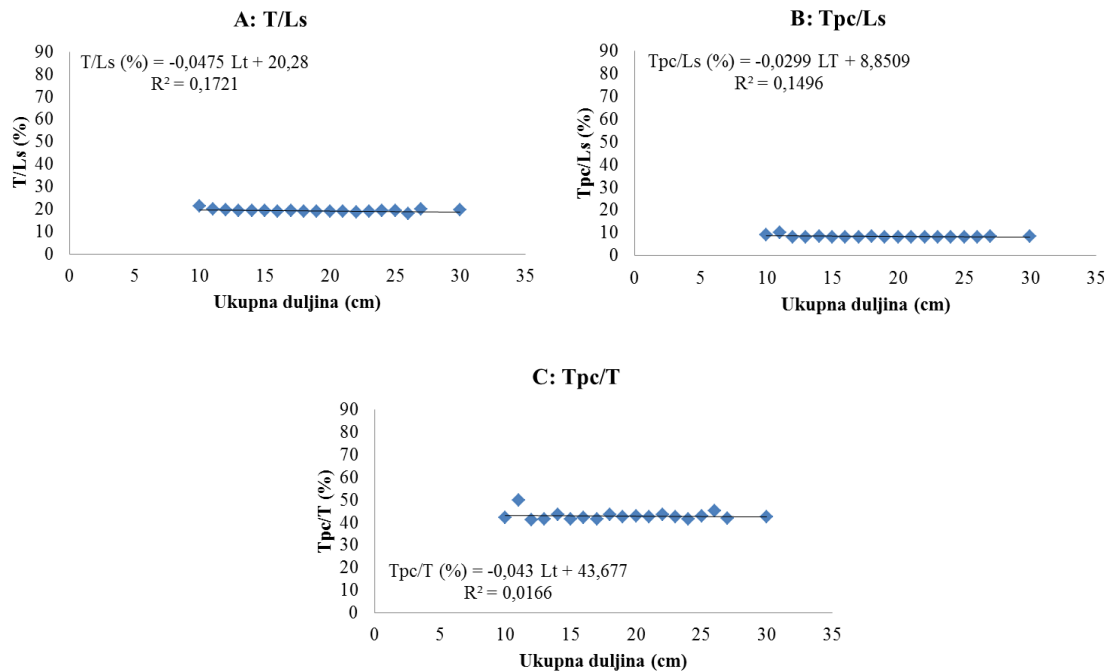 A: T/Ls
T/Ls (%) = -0,0475 Lt + 20,28
R² = 0,1721
T/Ls (%)
90
80
70
60
50
40
30
20
10
0
0 5 10 15 20 25 30 35
Ukupna duljina (cm)
B: Tpc/Ls
Tpc/Ls (%) = -0,0299 LT + 8,8509
R² = 0,1496
Tpc/Ls (%)
90
80
70
60
50
40
30
20
10
0
0 5 10 15 20 25 30 35
Ukupna duljina (cm)
C: Tpc/T
Tpc/T (%)
90
80
70
60
50
40
30
20
10
0
Tpc/T (%) = -0,043 Lt + 43,677
R² = 0,0166
0 5 10 15 20 25 30 35
Ukupna duljina (cm)